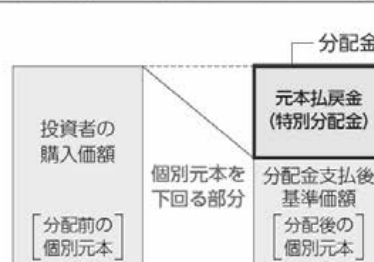 分配金
元本払戻金
(特別分配金)
投資者の
購入価額
個別元本を
下回る部分
分配金支払後
基準価額
[分配前の
個別元本]
[分配後の
個別元本]